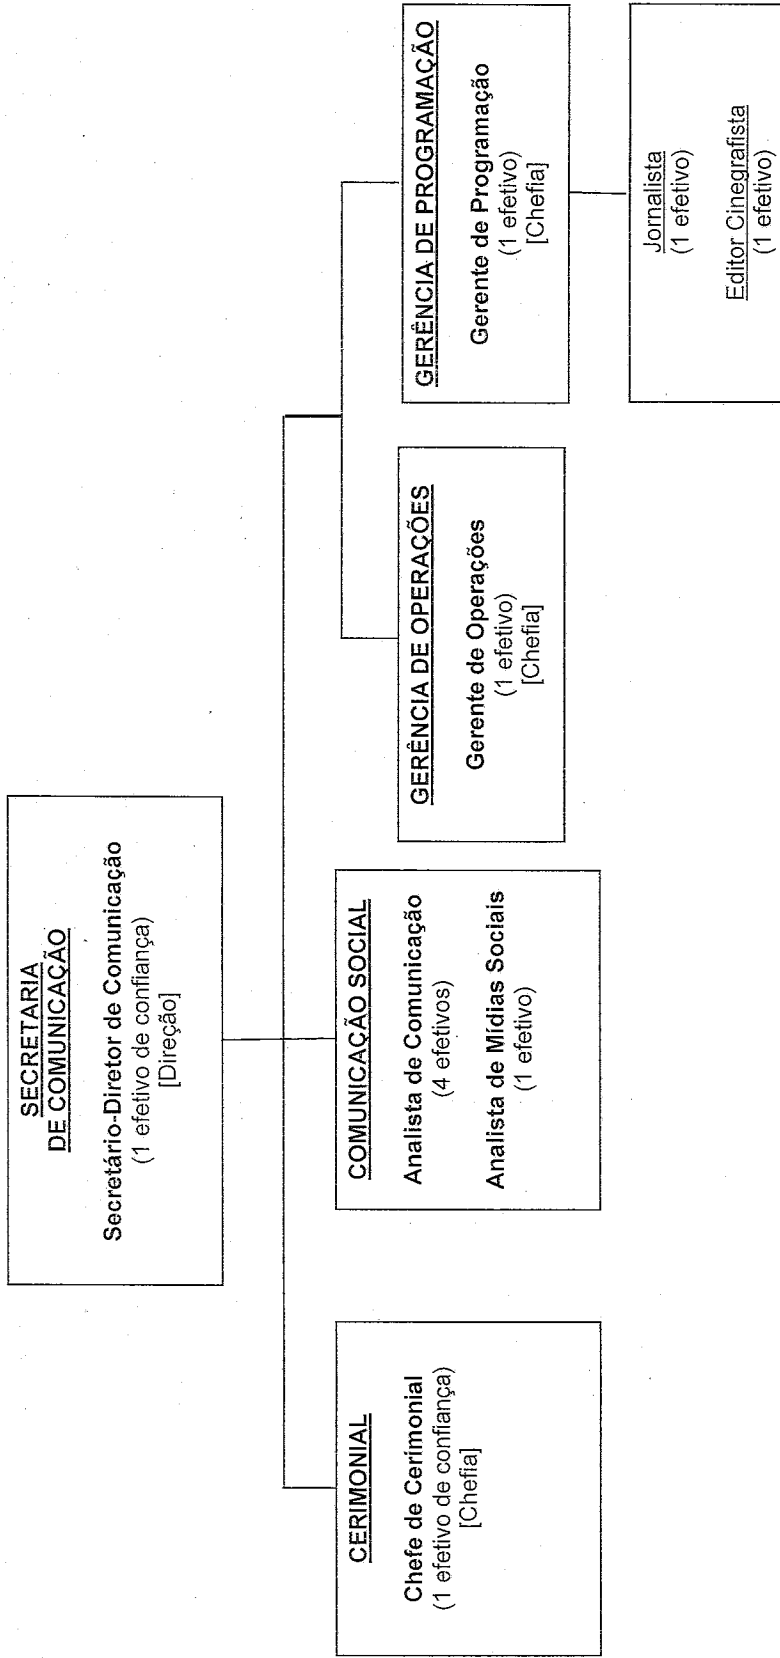 SECRETARIA
DE COMUNICAÇÃO
Secretário-Diretor de Comunicação
(1 efetivo de confiança)
[Direção]
CERIMONIAL
Chefe de Cerimonial
(1 efetivo de confiança)
[Chefia]
COMUNICAÇÃO SOCIAL
Analista de Comunicação
(4 efetivos)
Analista de Mídias Sociais
(1 efetivo)
GERÊNCIA DE OPERAÇÕES
Gerente de Operações
(1 efetivo)
[Chefia]
GERÊNCIA DE PROGRAMAÇÃO
Gerente de Programação
(1 efetivo)
[Chefia]
Jornalista
(1 efetivo)
Editor Cinegrafista
(1 efetivo)